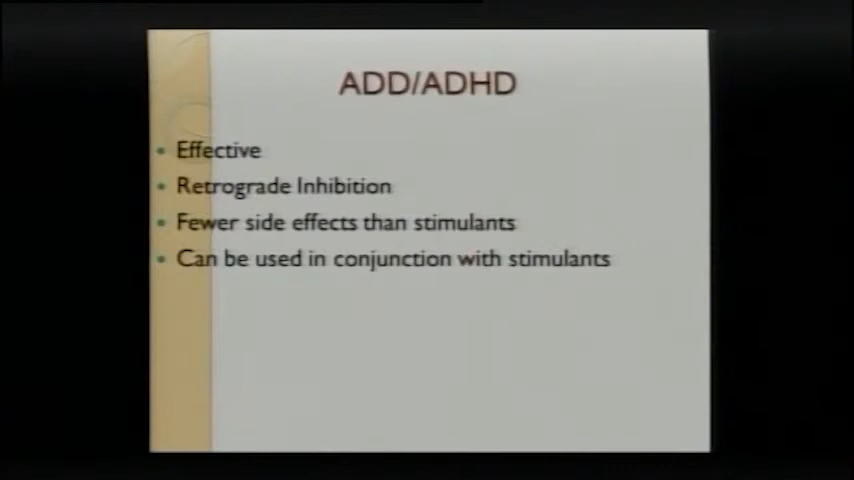 ADD/ADHD
• Effective
• Retrograde Inhibition
• Fewer side effects than stimulants
• Can be used in conjunction with stimulants